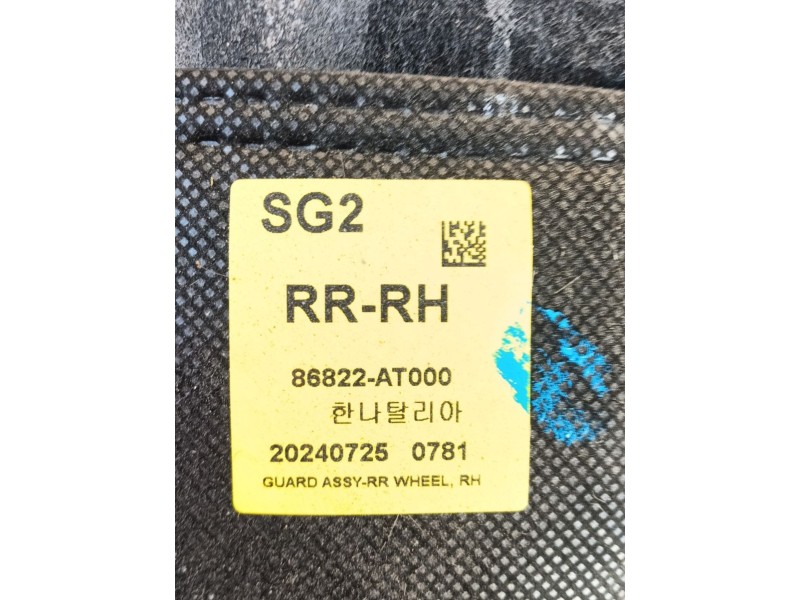 SG2
RR-RH
86822-AT000
한나탈리아
20240725 0781
GUARD ASSY-RR WHEEL, RH